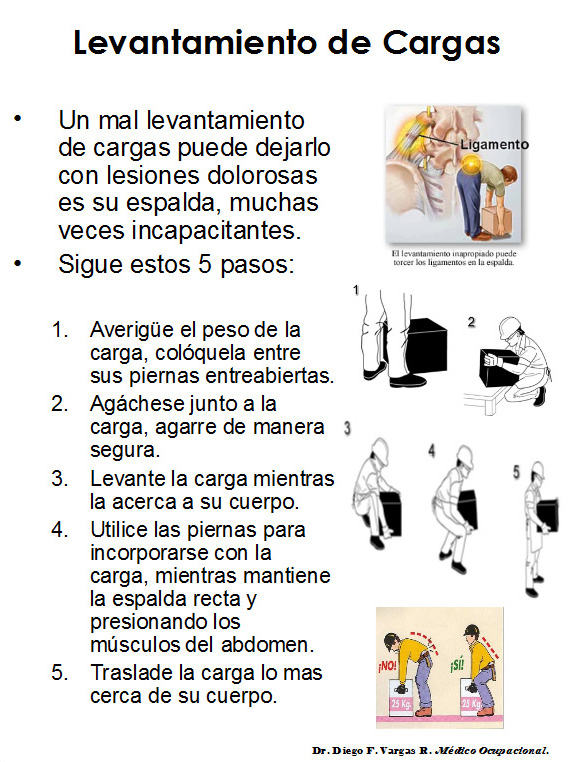 Levantamiento de Cargas
• Un mal levantamiento
de cargas puede dejarlo
con lesiones dolorosas
es su espalda, muchas
veces incapacitantes.
• Sigue estos 5 pasos:
Ligamento
El levantamiento inapropiado puede
torcer los ligamentos en la espalda.
1. Averigüe el peso de la
carga, colóquela entre
sus piernas entreabiertas.
2. Agáchese junto a la
carga, agarre de manera
segura.
3. Levante la carga mientras
la acerca a su cuerpo.
4. Utilice las piernas para
incorporarse con la
carga, mientras mantiene
la espalda recta y
presionando los
músculos del abdomen.
5. Traslade la carga lo mas
cerca de su cuerpo.
1
2
3
4
5
¡NO!
¡SÍ!
25 Kg.
25 Kg.
Dr. Diego F. Vargas R. Médico Ocupacional.